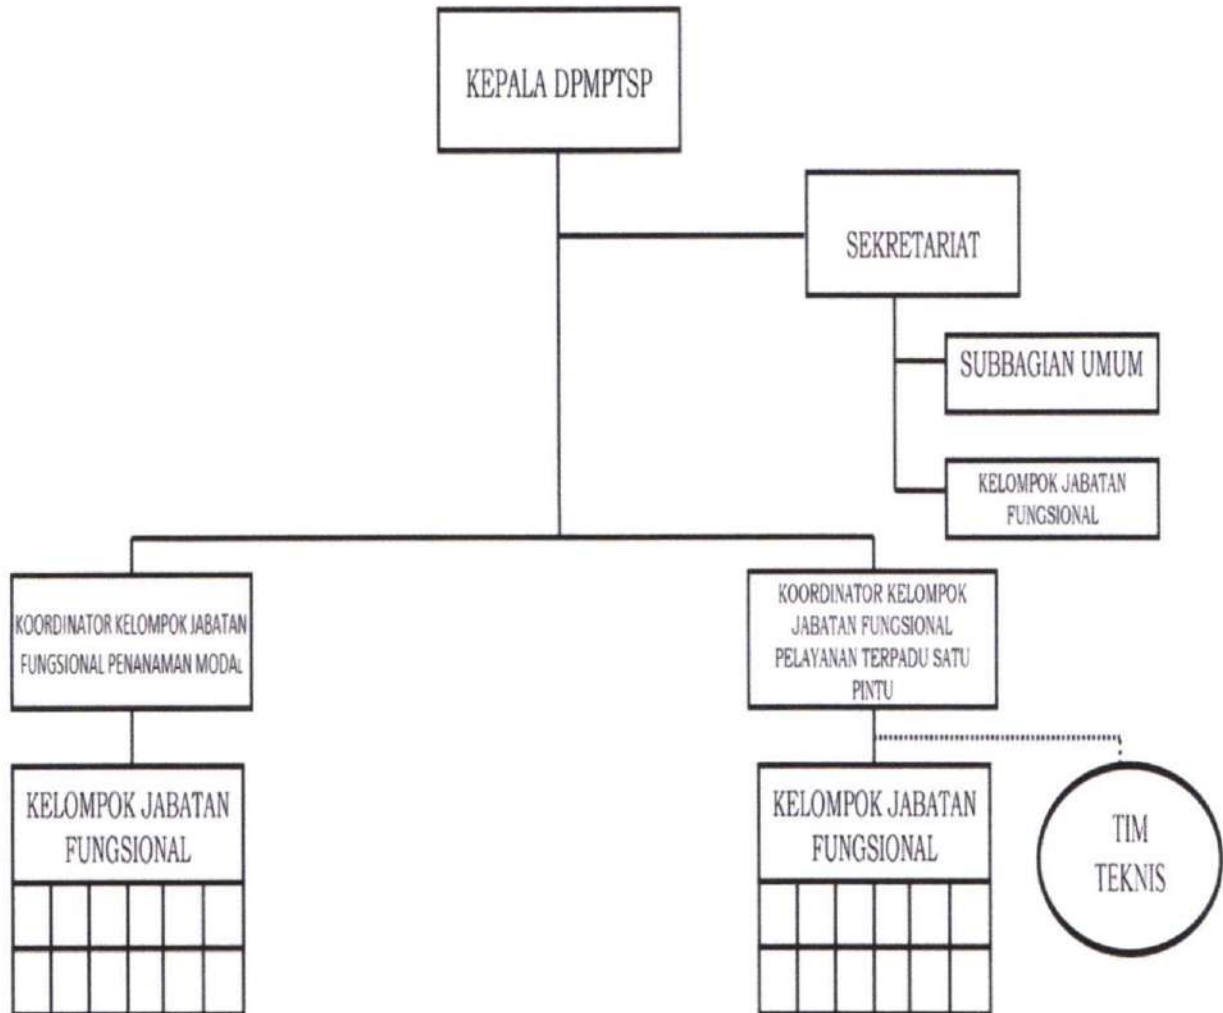 KEPALA DPMPTSP
SEKRETARIAT
SUBBAGIAN UMUM
KELOMPOK JABATAN
FUNGSIONAL
KOORDINATOR KELOMPOK JABATAN
FUNGSIONAL PENANAMAN MODAL
KOORDINATOR KELOMPOK
JABATAN FUNGSIONAL
PELAYANAN TERPADU SATU
PINTU
KELOMPOK JABATAN
FUNGSIONAL
KELOMPOK JABATAN
FUNGSIONAL
TIM
TEKNIS